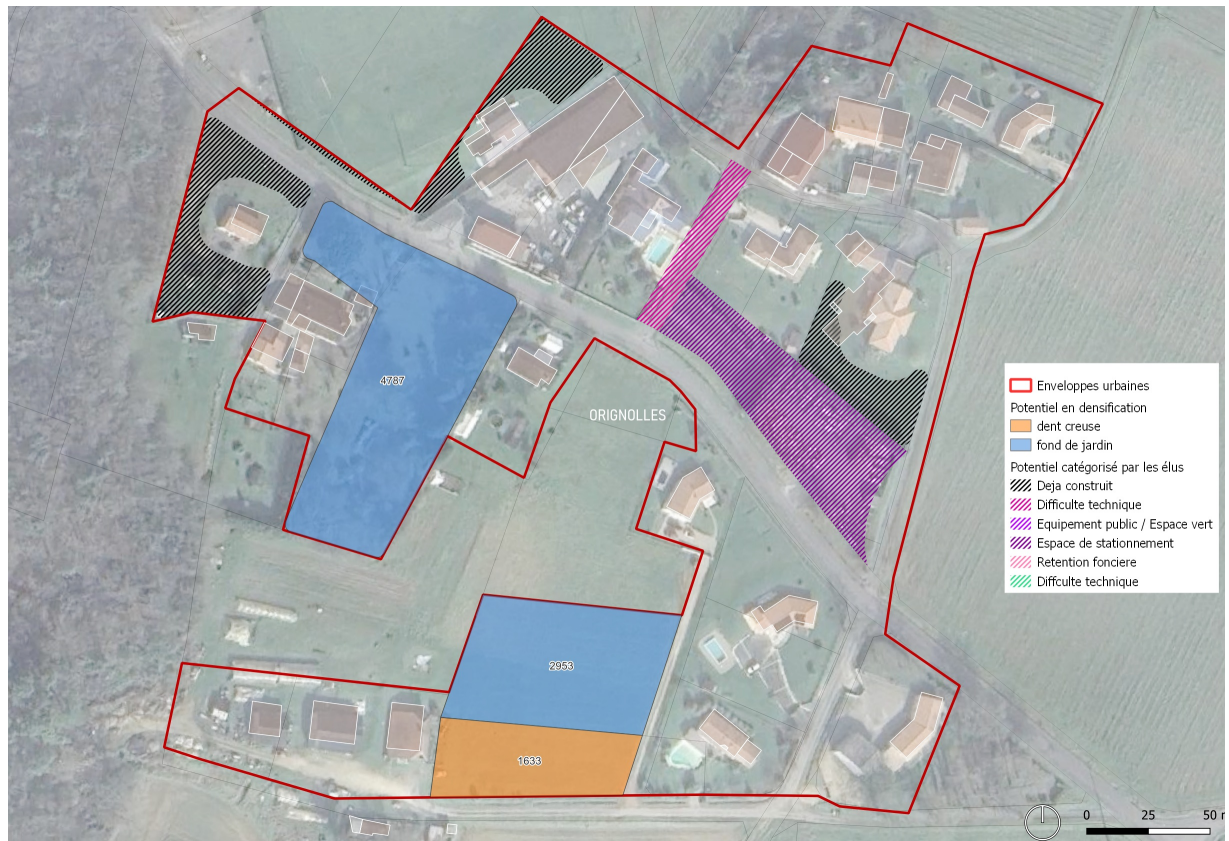 4787
ORIGNOLLES
2953
1633
Enveloppes urbaines
Potentiel en densification
dent creuse
fond de jardin
Potentiel catégorisé par les élus
Deja construit
Difficulte technique
Equipement public / Espace vert
Espace de stationnement
Retention fonciere
Diffculte technique
0 25 50 m